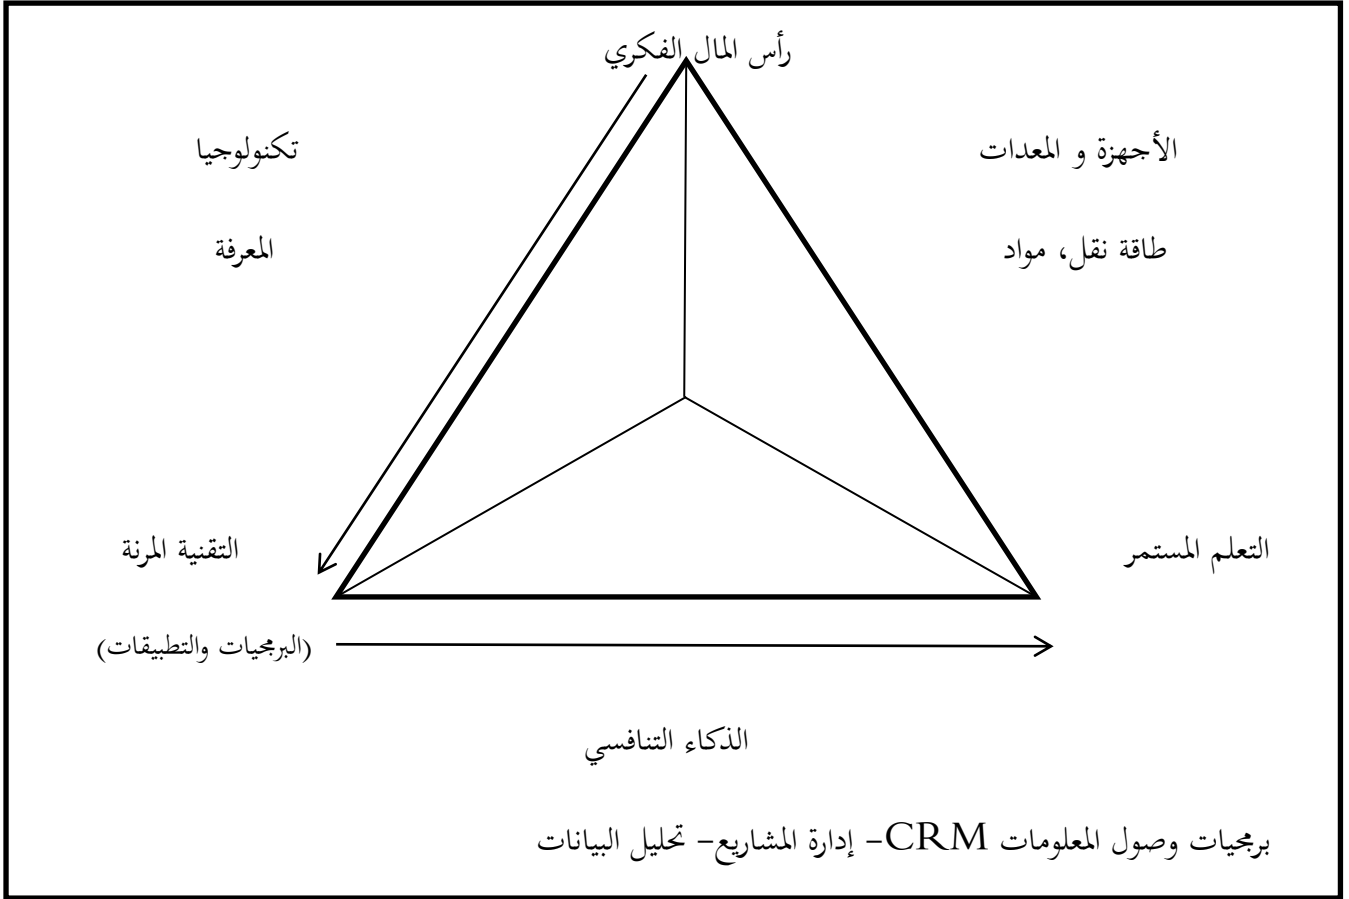 رأس المال الفكري
الأجهزة و المعدات
تكنولوجيا
طاقة نقل، مواد
المعرفة
التعلم المستمر
التقنية المرنة
(البرمجيات والتطبيقات)
الذكاء التنافسي
برمجيات وصول المعلومات CRM– إدارة المشاريع– تحليل البيانات